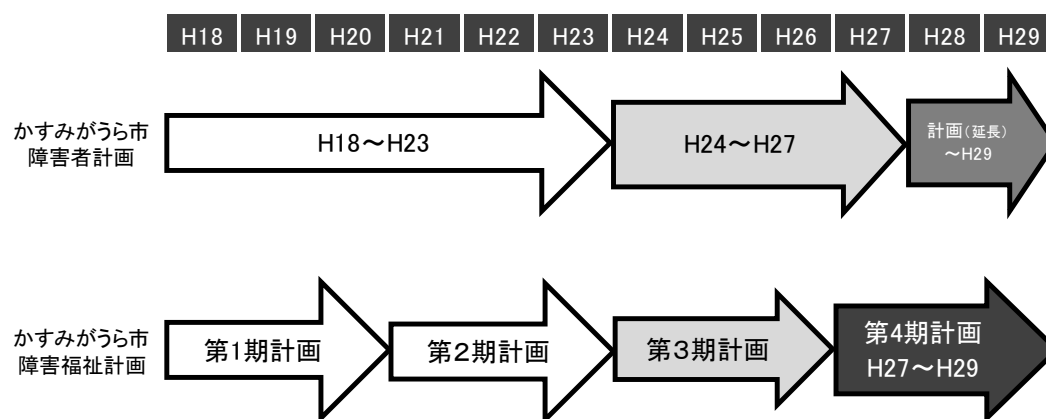 H18 H19 H20 H21 H22 H23 H24 H25 H26 H27 H28 H29
かすみがうら市
障害者計画
H18～H23
H24～H27
計画（延長）
～H29
かすみがうら市
障害福祉計画
第1期計画
第2期計画
第3期計画
第4期計画
H27～H29